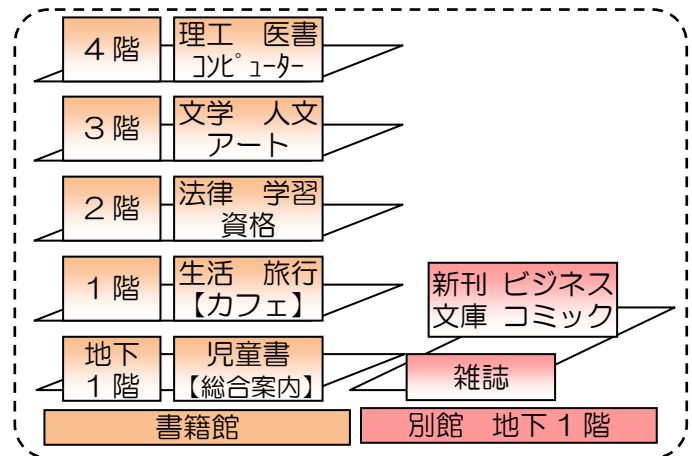 4階
理工 医書
コンピューター
3階
文学 人文
アート
2階
法律 学習
資格
1階
生活 旅行
【カフェ】
地下
1階
児童書
【総合案内】
書籍館
新刊 ビジネス
文庫 コミック
雑誌
別館 地下1階